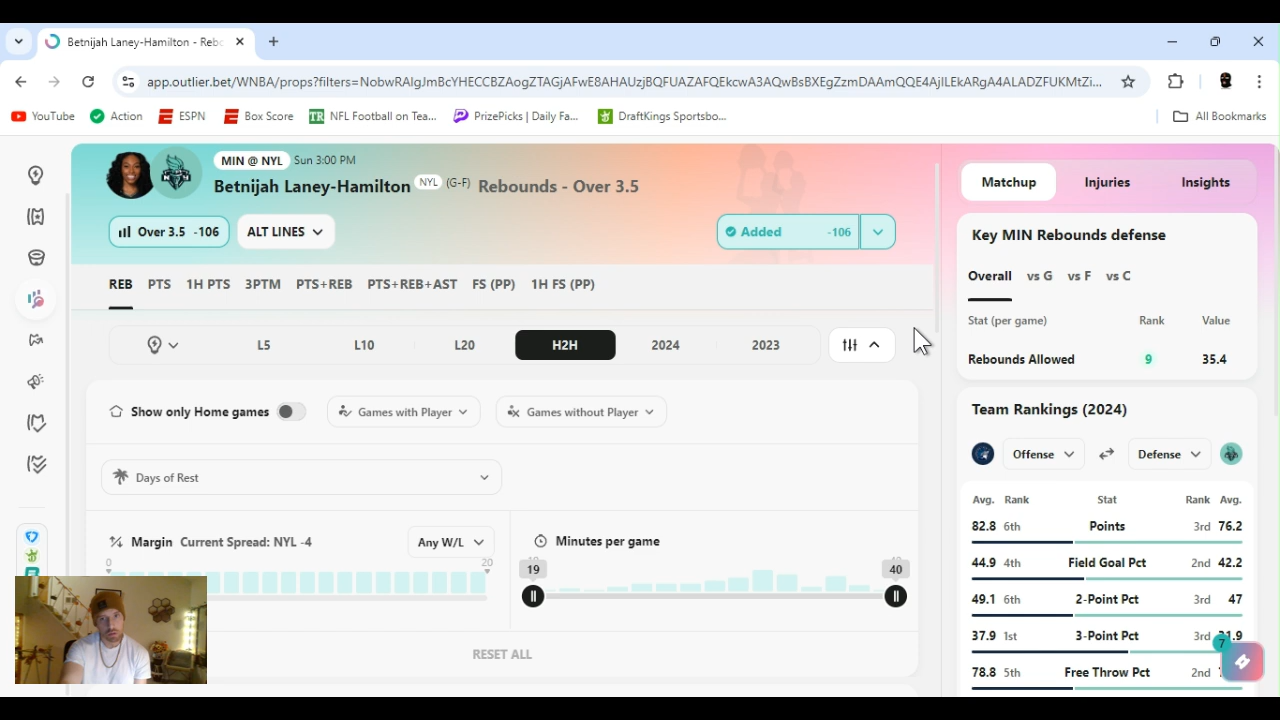 Betnijah Laney-Hamilton - Rebo
app.outlier.bet/WNBA/props?filters=NobwRAlgJmBcYHECCBZAogZTAGjAFwE8AHAUzjBQFUAZAFQEkcwA3AQwBsBXEgZzmDAAmQQE4AjlLEkARgA4ALADZFUKMtZi...
YouTube Action ESPN Box Score NFL Football on Tea... PrizePicks | Daily Fa... DraftKings Sportsbo... All Bookmarks
MIN @ NYL Sun 3:00 PM
Betnijah Laney-Hamilton NYL (G-F) Rebounds - Over 3.5
Over 3.5 -106 ALT LINES Added -106
REB PTS 1H PTS 3PTM PTS+REB PTS+REB+AST FS (PP) 1H FS (PP)
L5 L10 L20 H2H 2024 2023
Show only Home games Games with Player Games without Player
Days of Rest
Margin Current Spread: NYL -4 Any W/L Minutes per game
0 20
19 40
RESET ALL
Matchup Injuries Insights
Key MIN Rebounds defense
Overall vs G vs F vs C
Stat (per game) Rank Value
Rebounds Allowed 9 35.4
Team Rankings (2024)
Offense Defense
Avg. Rank Stat Rank Avg.
82.8 6th Points 3rd 76.2
44.9 4th Field Goal Pct 2nd 42.2
49.1 6th 2-Point Pct 3rd 47
37.9 1st 3-Point Pct 3rd
7
78.8 5th Free Throw Pct 2nd